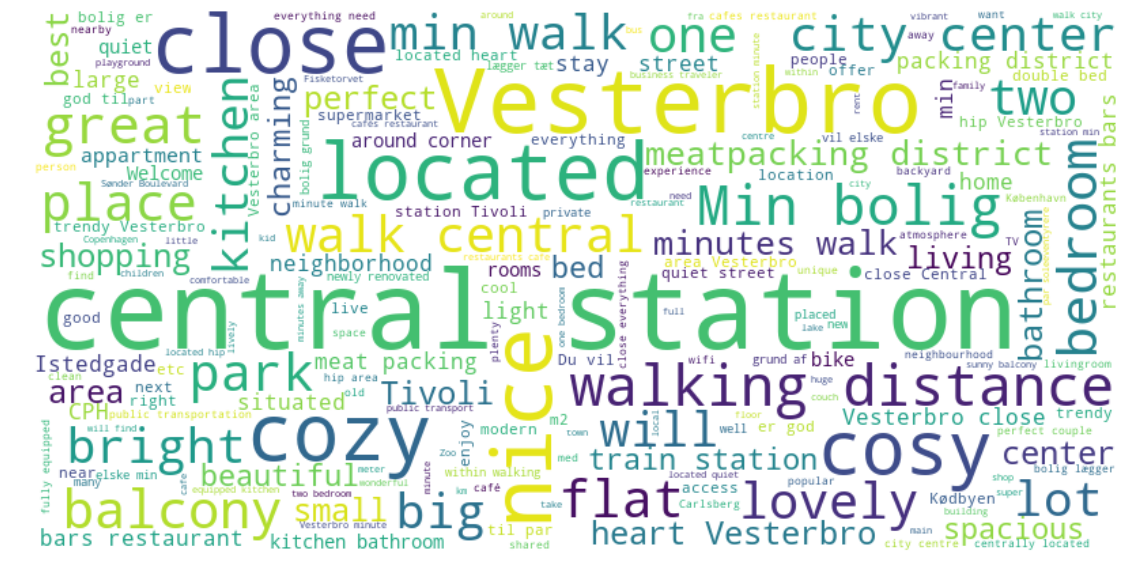 everything need
around
fra
cafes restaurant
vibrant
want
walk city
bolig er
nearby
best
quiet
close
min walk
bus
one
city center
playground
located heart
lægger tæt
stay
street
business traveler
people
away
offer
packing district
large
view
within
double bed
god til
part
kitchen
Vesterbro area
charming
perfect
Fisketorvet
supermarket
cafés restaurant
Vesterbro
station minute
rent
min
family
two
hip Vesterbro
station min
great
appartment
Welcome
bolig grund
around corner
everything
centre
vil elske
restaurants bars
place
Sønder Boulevard
located
meatpacking district
experience
location
backyard
home
need
city
København
trendy Vesterbro
minute walk
station Tivoli
private
restaurant
Min bolig
bedroom
shopping
Copenhagen
little
kid
walk central
restaurants cafe
minutes walk
atmosphere
TV
living
bathroom
par soloeventyrere
find
children
comfortable
neighborhood
newly renovated
rooms
bed
area Vesterbro
quiet street
unique
close Central
central station
good
lively
minutes away
live
space
cool
light
one bedroom
close everything
full
placed
lake
new
Istedgade
located hip
etc
clean
park
meat packing
plenty
nice
Du vil
wifi
grund af
bike
neighbourhood
sunny balcony
livingroom
area
next
right
hip area
old
Tivoli
walking distance
huge
couch
CPH
public transportation
situated
public transport
m2
modern
town
floor
er god
Vesterbro close
trendy
will find
fully equipped
bright
cozy
enjoy
Zoo
med
will
local
well
cosy
perfect couple
center
near
many
elske min
cafe
beautiful
meter
wonderful
minute
within walking
train station
popular
located quiet
bolig lægger
shop
balcony
equipped kitchen
two bedroom
small
Vesterbro minute
big
km
café
take
flat
access
Carlsberg
lovely
Kødbyen
super
building
lot
bars restaurant
kitchen bathroom
til par
shared
heart Vesterbro
main
spacious
city centre
centrally located
person